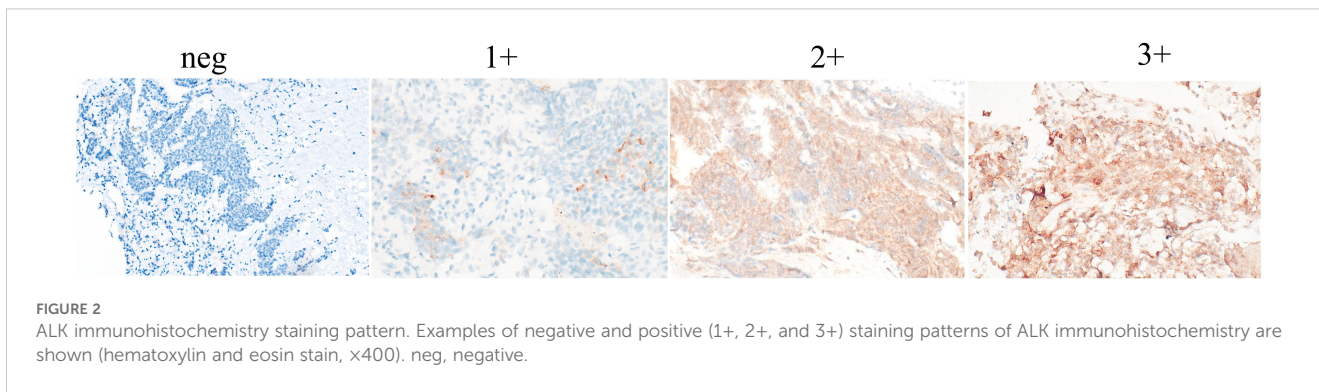 neg 1+ 2+ 3+
FIGURE 2
ALK immunohistochemistry staining pattern. Examples of negative and positive (1+, 2+, and 3+) staining patterns of ALK immunohistochemistry are
shown (hematoxylin and eosin stain, ×400). neg, negative.